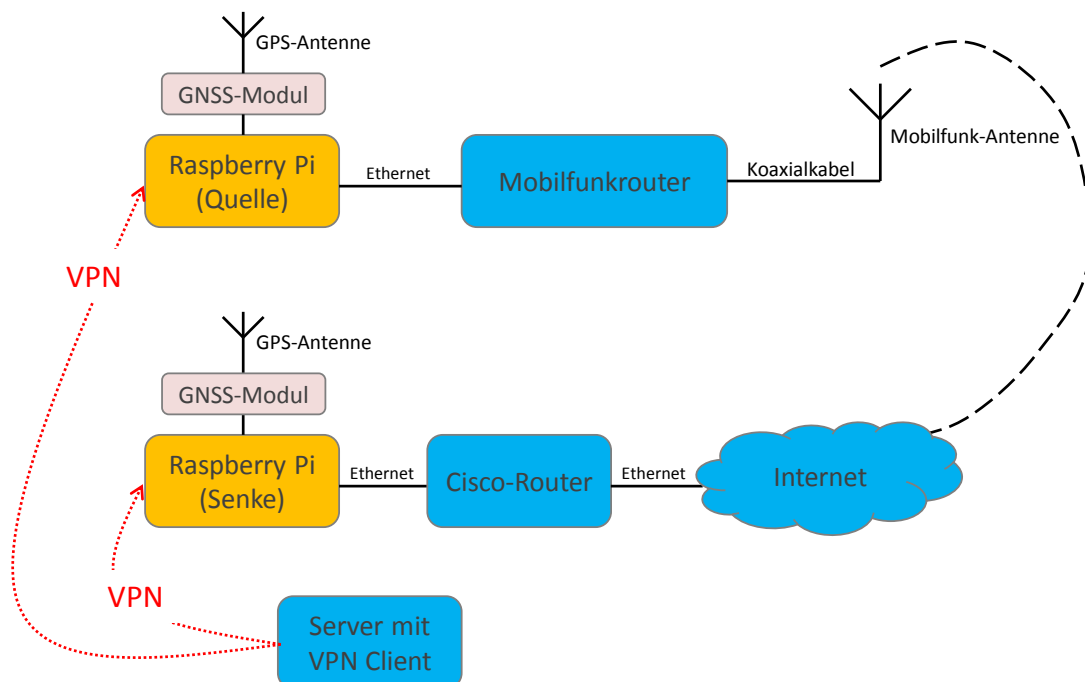 GPS-Antenne
GNSS-Modul
Raspberry Pi
(Quelle)
Ethernet
Mobilfunkrouter
Koaxialkabel
Mobilfunk-Antenne
VPN
GPS-Antenne
GNSS-Modul
Raspberry Pi
(Senke)
Ethernet
Cisco-Router
Ethernet
Internet
VPN
Server mit
VPN Client